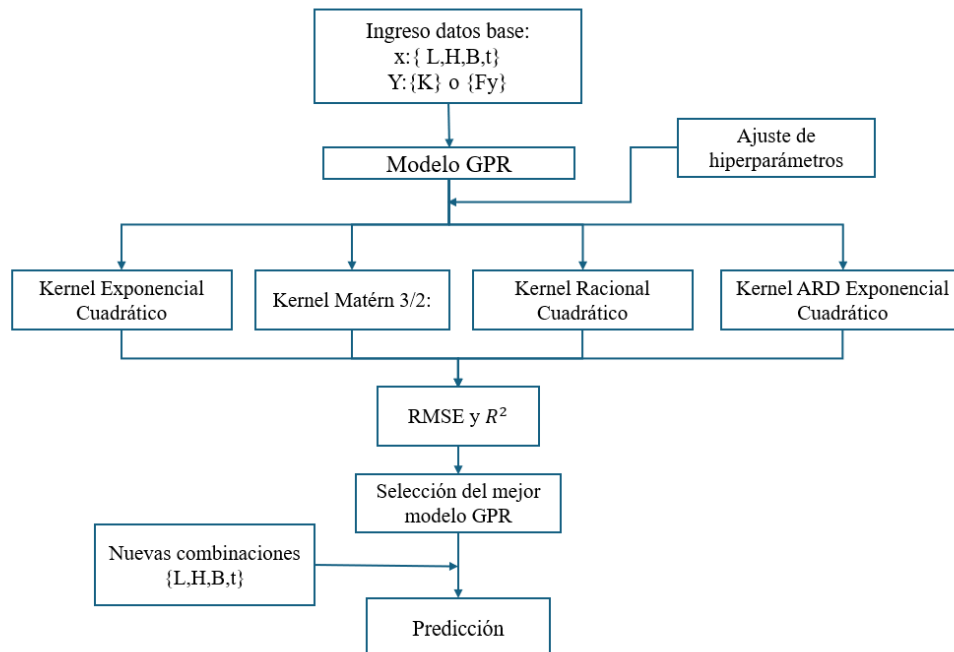 Ingreso datos base:
x:{ L,H,B,t}
Y:{K} o {Fy}
Ajuste de
hiperparámetros
Modelo GPR
Kernel Exponencial
Cuadrático
Kernel Matérn 3/2:
Kernel Racional
Cuadrático
Kernel ARD Exponencial
Cuadrático
RMSE y R²
Selección del mejor
modelo GPR
Nuevas combinaciones
{L,H,B,t}
Predicción